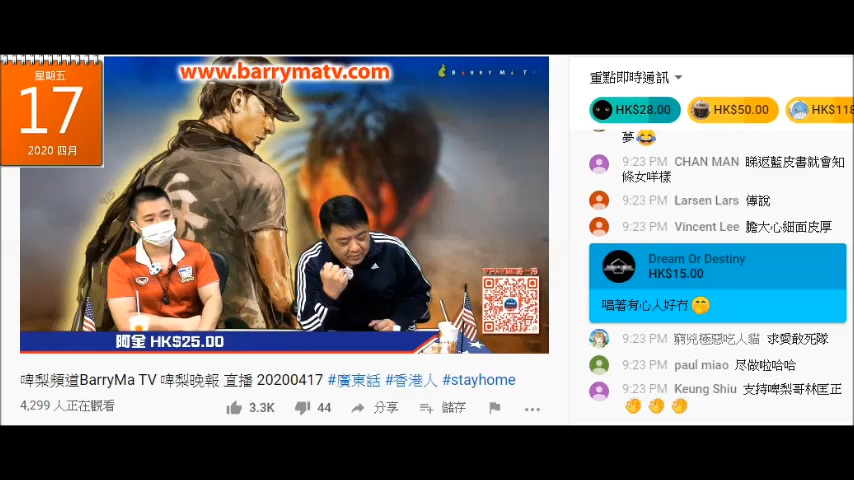 星期五
17
2020 四月
www.barrymatv.com
BARRYMATV
阿金 HK$25.00
啤梨頻道BarryMa TV 啤梨晚報 直播 20200417 #廣東話 #香港人 #stayhome
4,299 人正在觀看
3.3K
44
分享
儲存
重點即時通訊
HK$28.00
HK$50.00
HK$118
夢😂
9:23 PM CHAN MAN 睇返藍皮書就會知
條女咩樣
9:23 PM Larsen Lars 傳說
9:23 PM Vincent Lee 膽大心細面皮厚
Dream Or Destiny
HK$15.00
唱著有心人好冇🤭
9:23 PM 窮兇極惡吃人貓 求愛敢死隊
9:23 PM paul miao 尽做啦哈哈
9:23 PM Keung Shiu 支持啤梨哥林匡正
👏👏👏